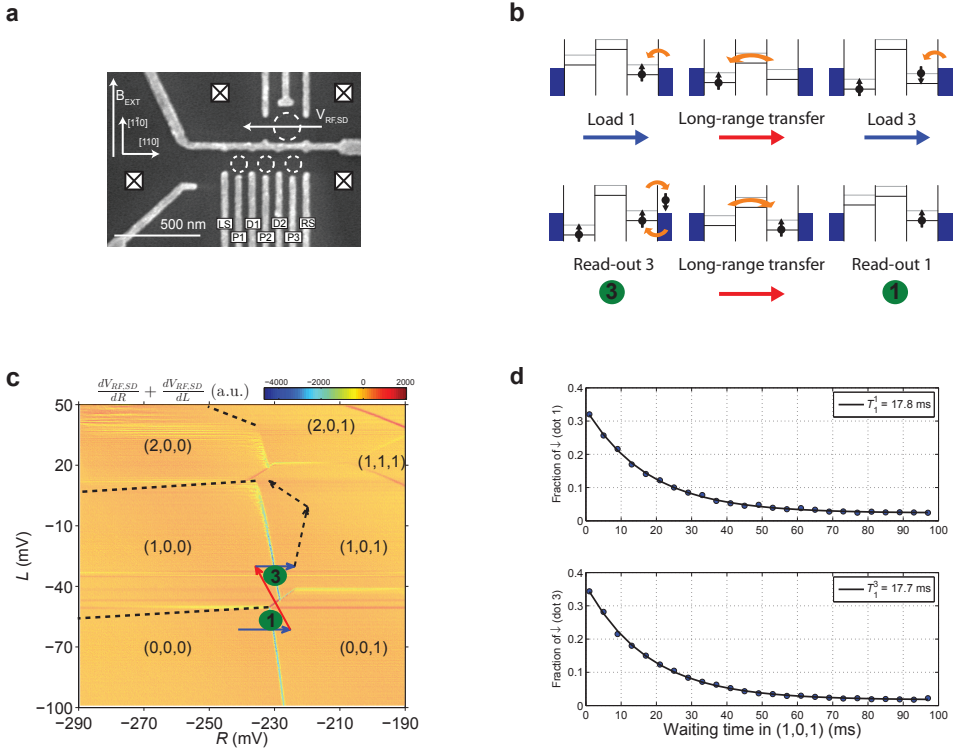 a
B_EXT
[1-10]
[110]
V_RF,SD
500 nm
LS D1 D2 RS
P1 P2 P3
b
Load 1
Long-range transfer
Load 3
Read-out 3
Long-range transfer
Read-out 1
3
1
c
dV_RF,SD/dR + dV_RF,SD/dL (a.u.)
−4000 −2000 0 2000
50
20
−10
−40
−70
−100
L (mV)
(2,0,0)
(2,0,1)
(1,1,1)
(1,0,0)
(1,0,1)
3
1
(0,0,0)
(0,0,1)
−290 −270 −250 −230 −210 −190
R (mV)
d
0.4
0.3
0.2
0.1
0
Fraction of ↓ (dot 1)
T_1^1 = 17.8 ms
0 10 20 30 40 50 60 70 80 90 100
0.4
0.3
0.2
0.1
0
Fraction of ↓ (dot 3)
T_1^3 = 17.7 ms
0 10 20 30 40 50 60 70 80 90 100
Waiting time in (1,0,1) (ms)